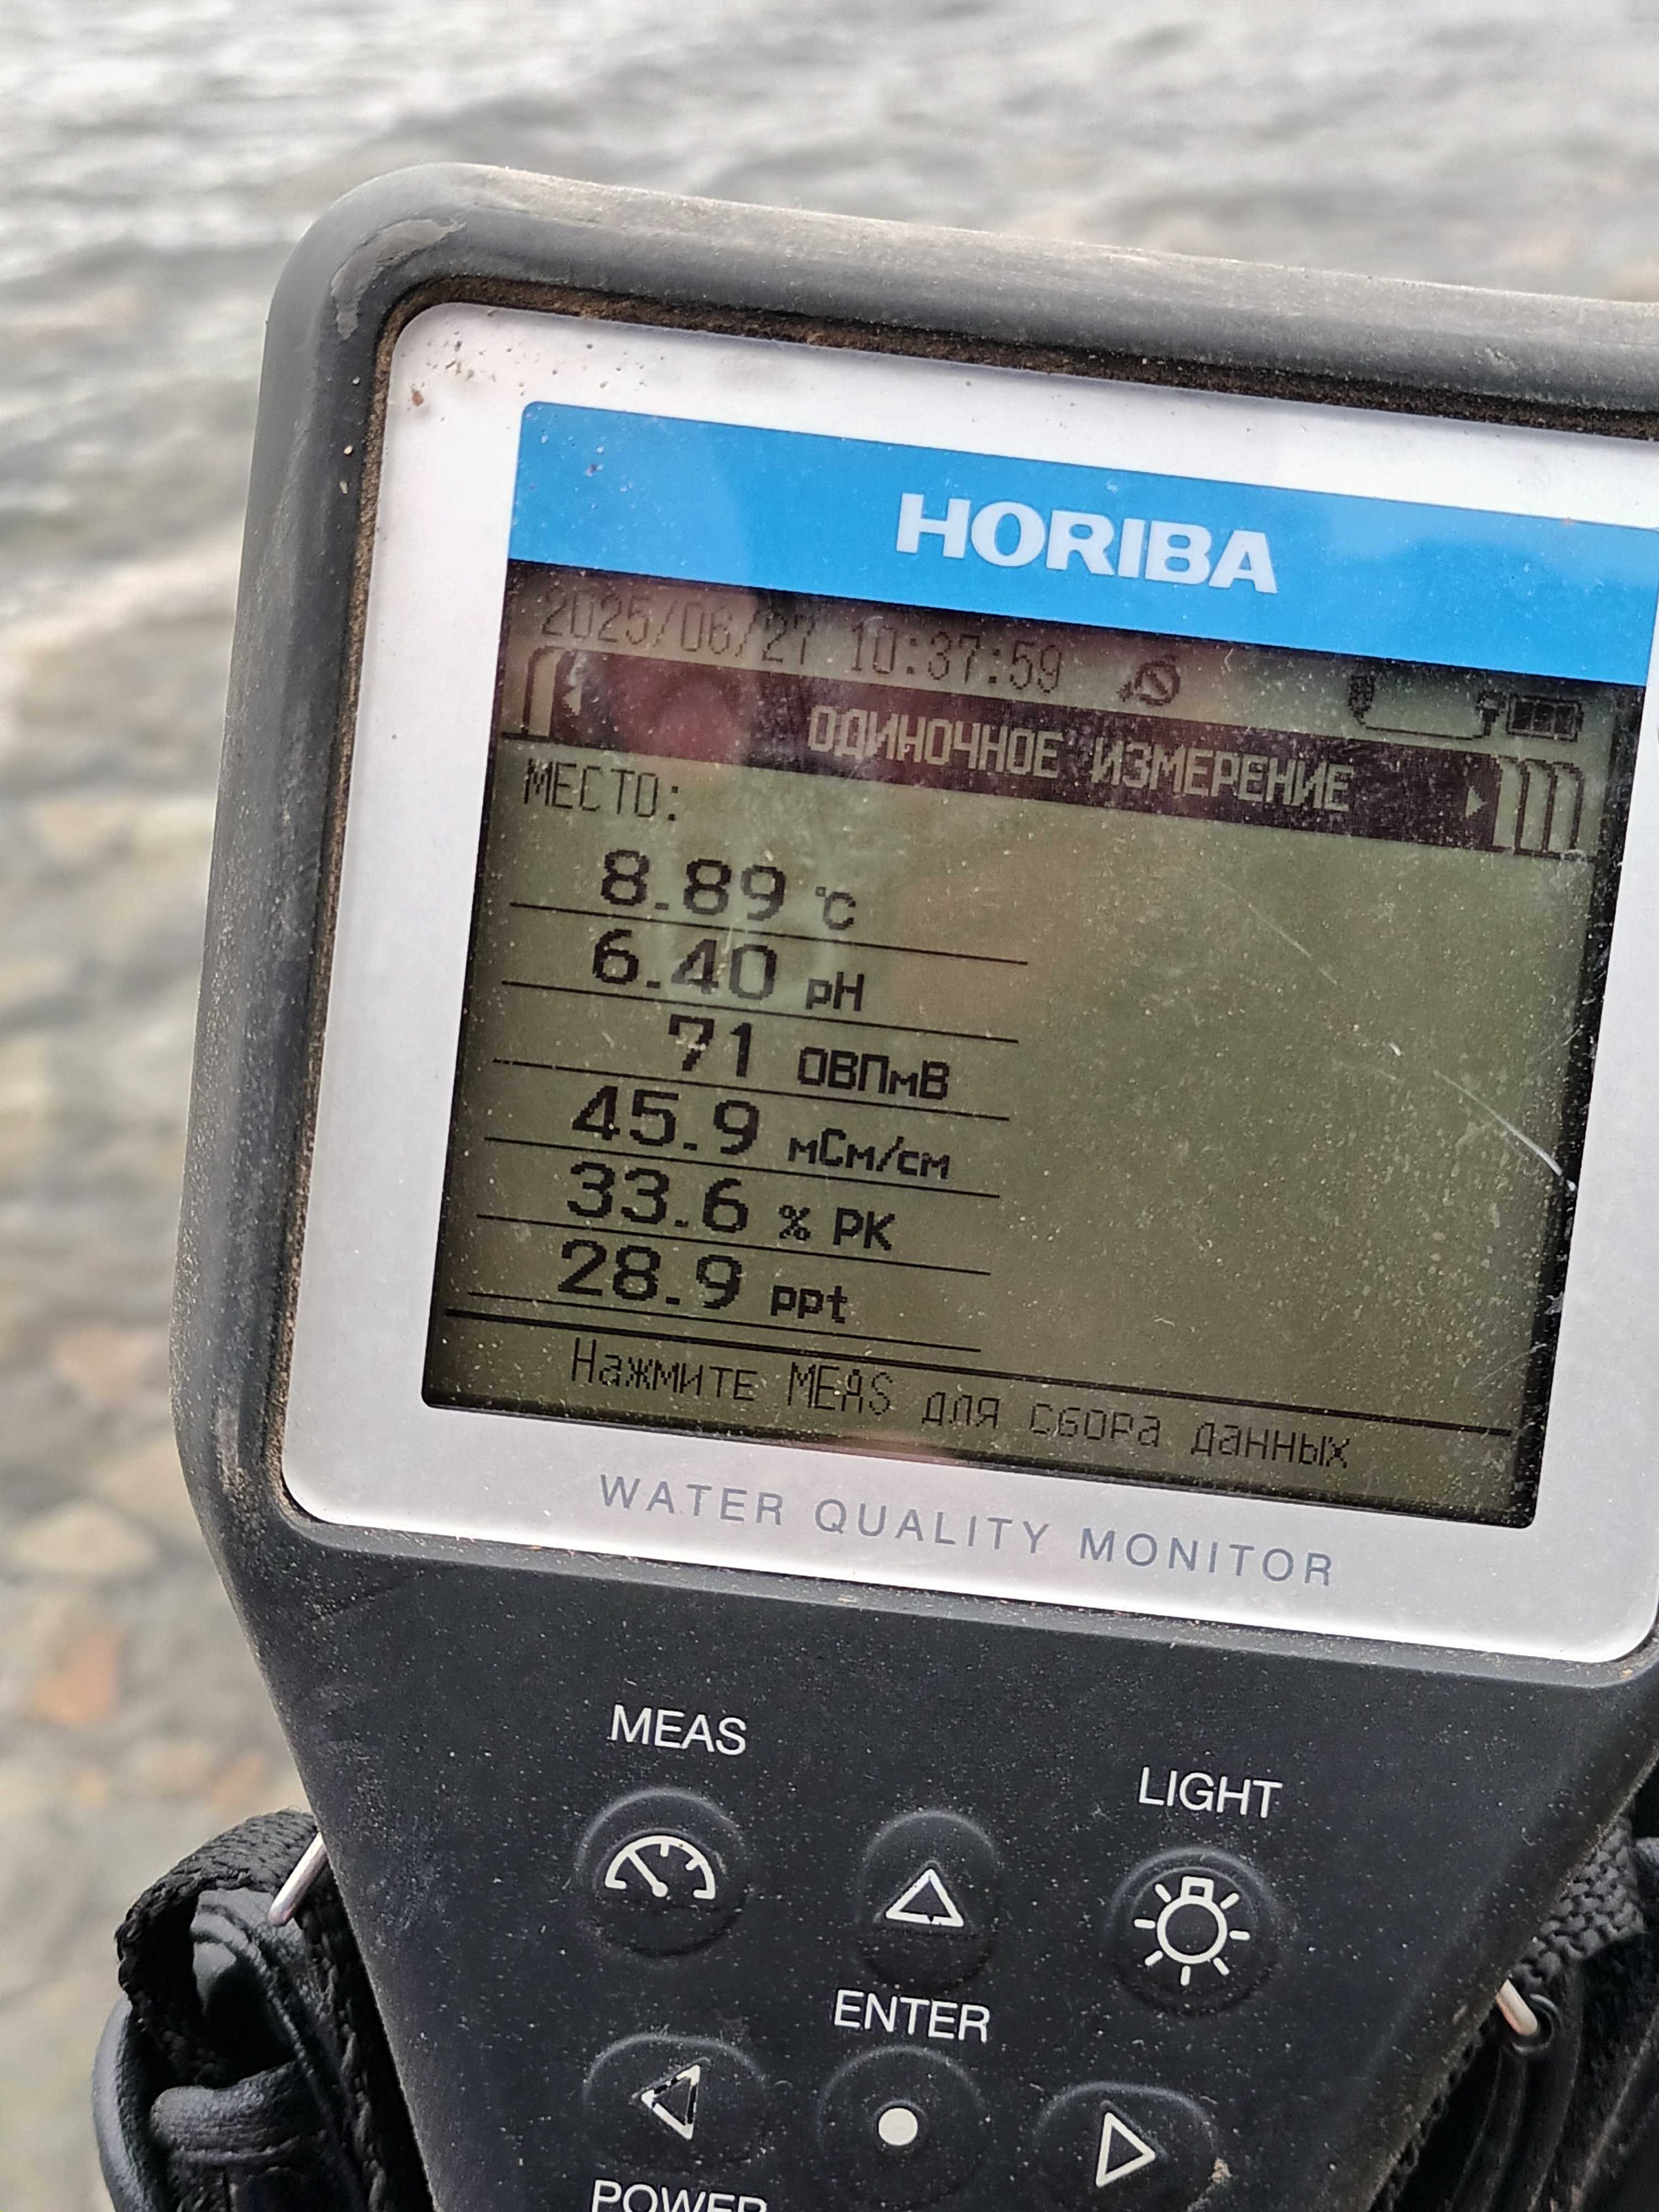 HORIBA
2025/06/27 10:37:59
ОДИНОЧНОЕ ИЗМЕРЕНИЕ
МЕСТО:
8.89 °C
6.40 pH
71 ОВПмВ
45.9 мСм/см
33.6 % РК
28.9 ppt
Нажмите MEAS для сбора данных
WATER QUALITY MONITOR
MEAS
LIGHT
ENTER
POWER